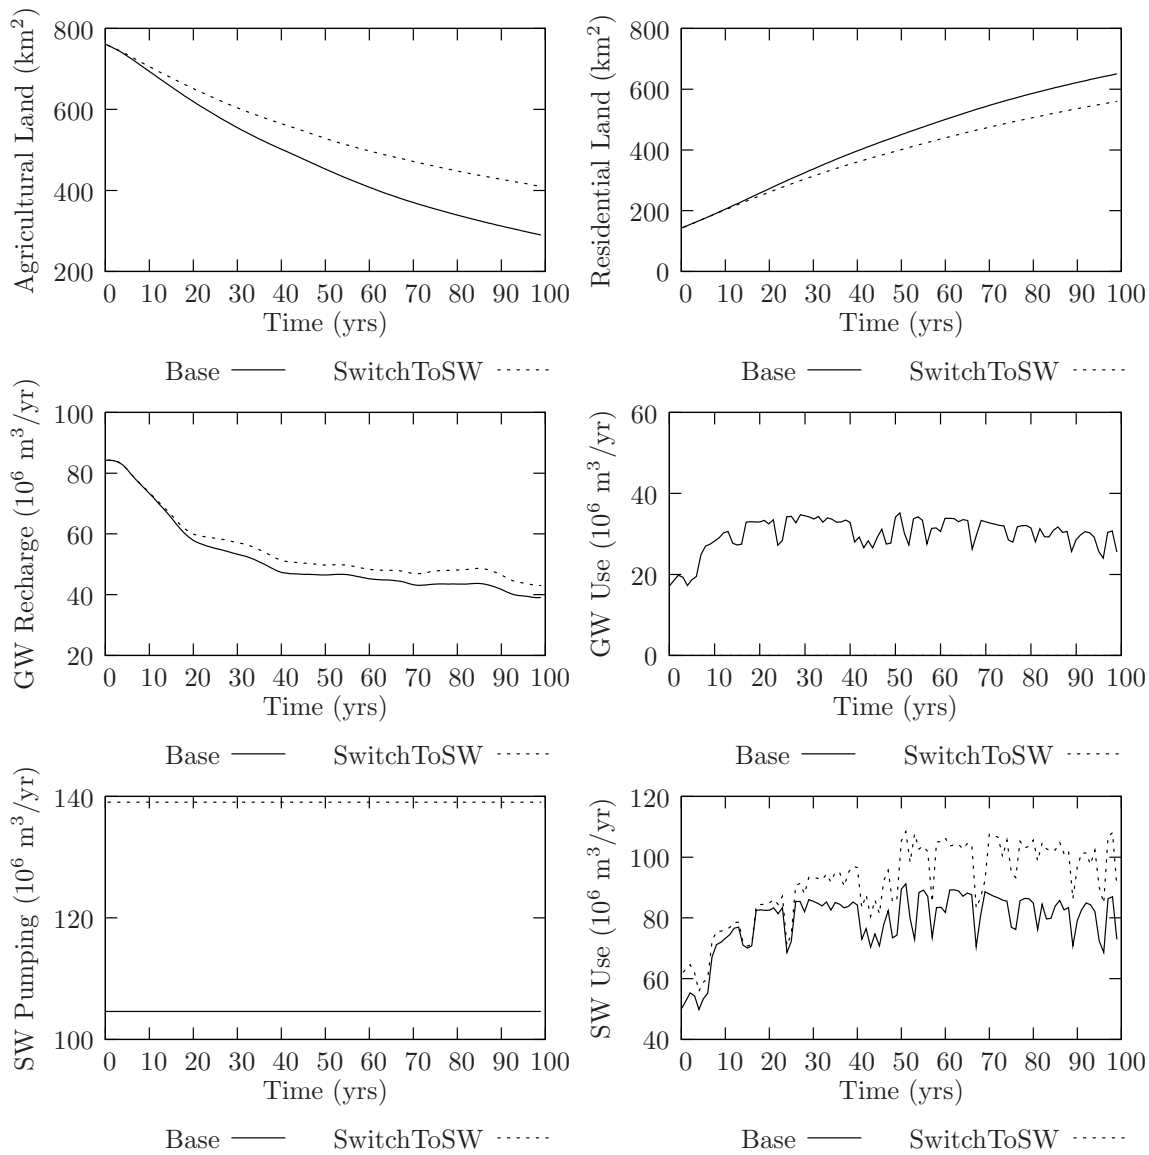 Agricultural Land (km²)
800
600
400
200
0 10 20 30 40 50 60 70 80 90 100
Time (yrs)
Base SwitchToSW
Residential Land (km²)
800
600
400
200
0
0 10 20 30 40 50 60 70 80 90 100
Time (yrs)
Base SwitchToSW
GW Recharge (10⁶ m³/yr)
100
80
60
40
20
0 10 20 30 40 50 60 70 80 90 100
Time (yrs)
Base SwitchToSW
GW Use (10⁶ m³/yr)
60
40
20
0
0 10 20 30 40 50 60 70 80 90 100
Time (yrs)
Base SwitchToSW
SW Pumping (10⁶ m³/yr)
140
120
100
0 10 20 30 40 50 60 70 80 90 100
Time (yrs)
Base SwitchToSW
SW Use (10⁶ m³/yr)
120
100
80
60
40
0 10 20 30 40 50 60 70 80 90 100
Time (yrs)
Base SwitchToSW